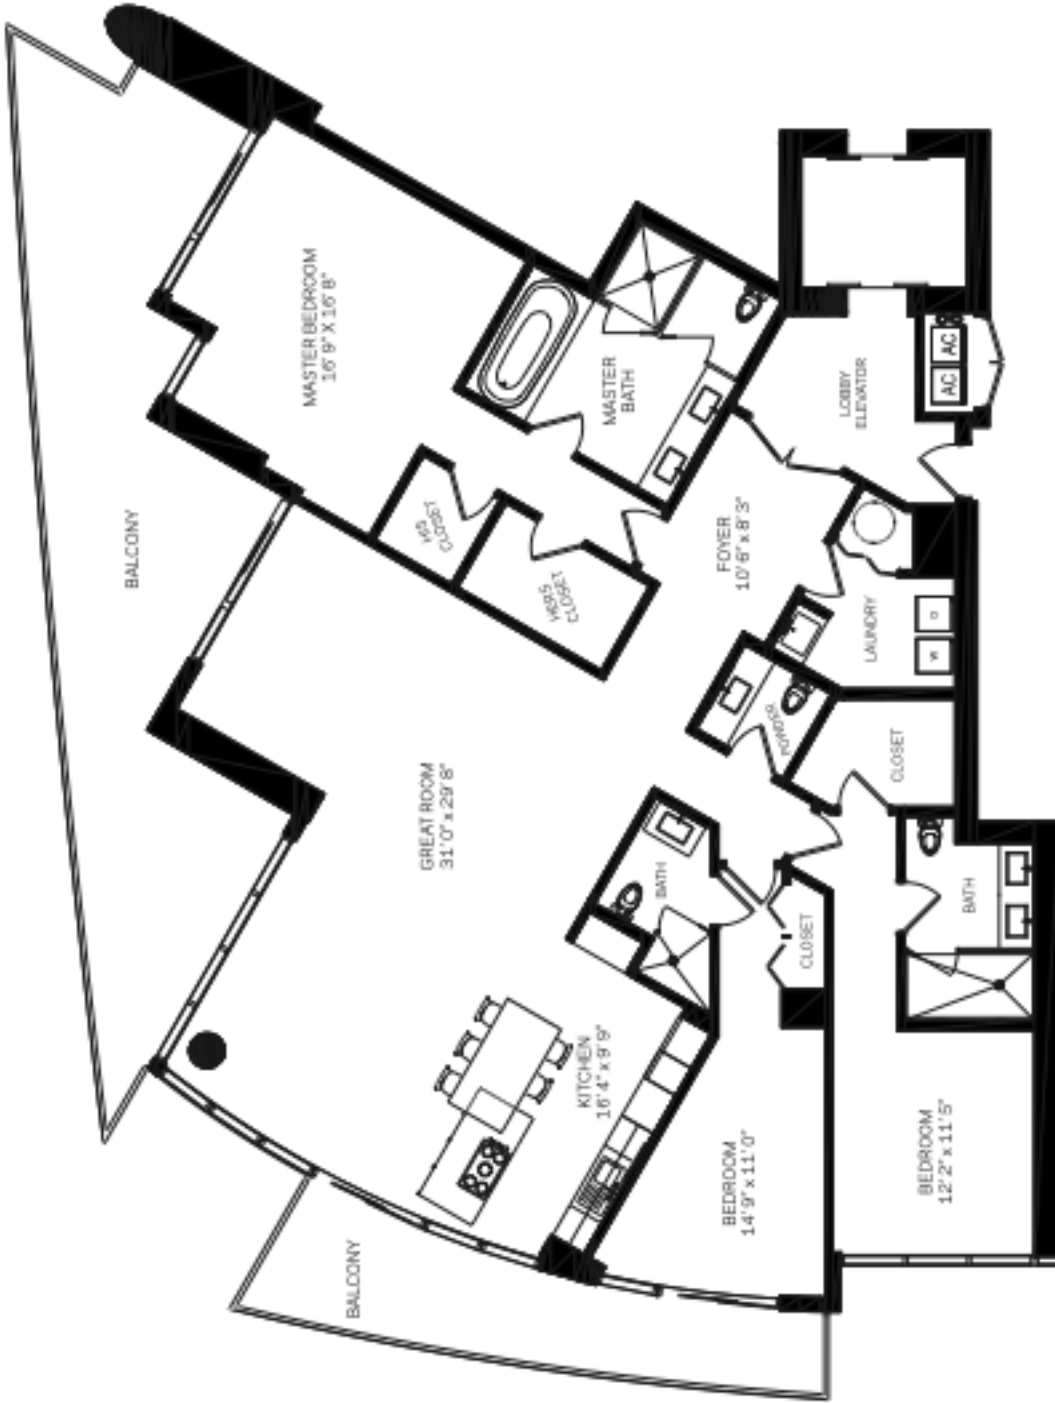 MASTER BEDROOM
16' 9" X 16' 8"
MASTER
BATH
LOBBY
ELEVATOR
AC
AC
HIS
CLOSET
HERS
CLOSET
BALCONY
FOYER
10' 6" x 8' 3"
LAUNDRY
W
D
POWDER
CLOSET
GREAT ROOM
31' 0" x 29' 8"
BATH
BATH
CLOSET
KITCHEN
16' 4" x 9' 9"
BEDROOM
14' 9" x 11' 0"
BEDROOM
12' 2" x 11' 5"
BALCONY